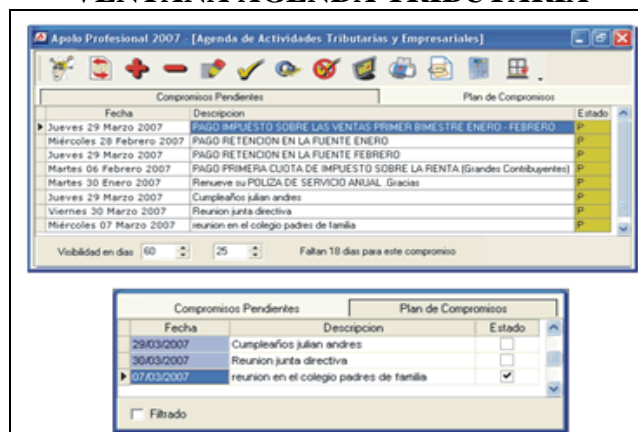 VENTANA AGENDA TRIBUTARIA
Apolo Profesional 2007 - [Agenda de Actividades Tributarias y Empresariales]
Compromisos Pendientes Plan de Compromisos
Fecha Descripcion Estado
Jueves 29 Marzo 2007 PAGO IMPUESTO SOBRE LAS VENTAS PRIMER BIMESTRE ENERO - FEBRERO P
Miércoles 28 Febrero 2007 PAGO RETENCION EN LA FUENTE ENERO P
Jueves 29 Marzo 2007 PAGO RETENCION EN LA FUENTE FEBRERO P
Martes 06 Febrero 2007 PAGO PRIMERA CUOTA DE IMPUESTO SOBRE LA RENTA (Grandes Contribuyentes) P
Martes 30 Enero 2007 Renueve su POLIZA DE SERVICIO ANUAL .Gracias P
Jueves 29 Marzo 2007 Cumpleaños julian andres P
Viernes 30 Marzo 2007 Reunion junta directiva P
Miércoles 07 Marzo 2007 reunion en el colegio padres de familia P
Visibilidad en dias 60 25 Faltan 18 dias para este compromiso
Compromisos Pendientes Plan de Compromisos
Fecha Descripcion Estado
29/03/2007 Cumpleaños julian andres
30/03/2007 Reunion junta directiva
07/03/2007 reunion en el colegio padres de familia
Filtrado